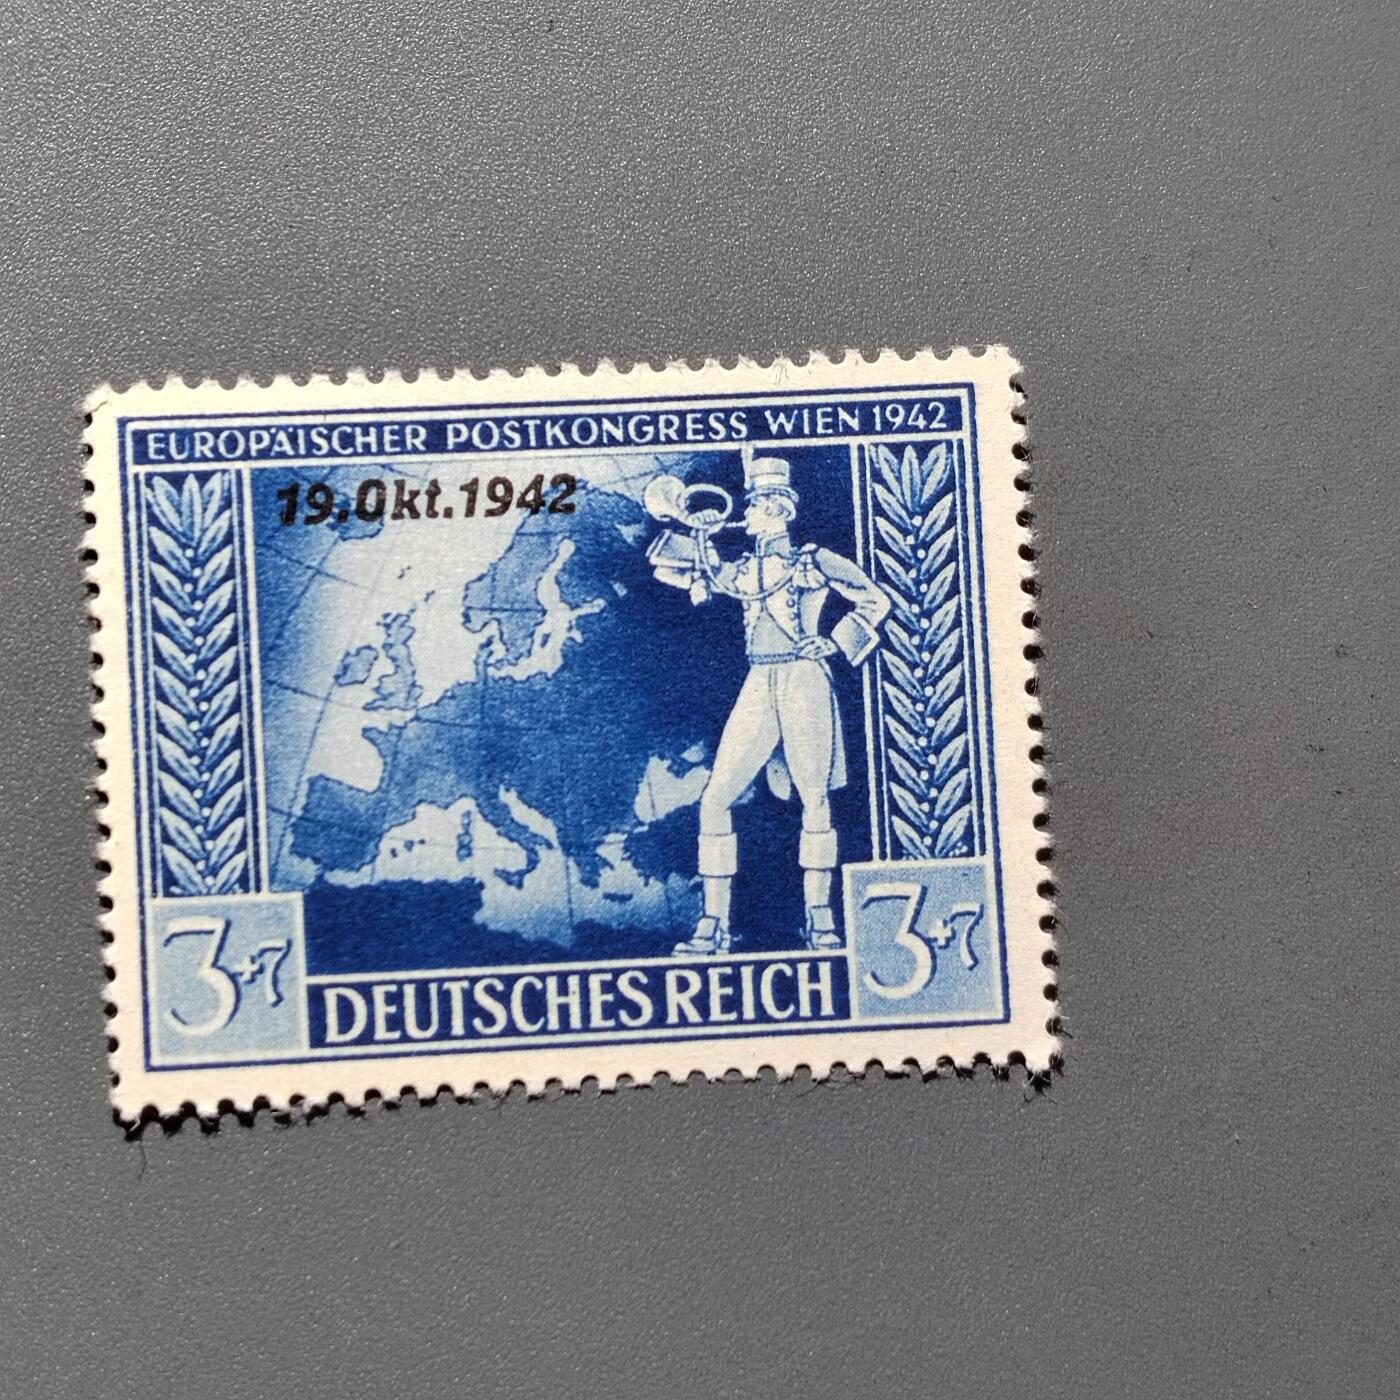 EUROPÄISCHER POSTKONGRESS WIEN 1942
19.Okt.1942
3+7
DEUTSCHES REICH
3+7